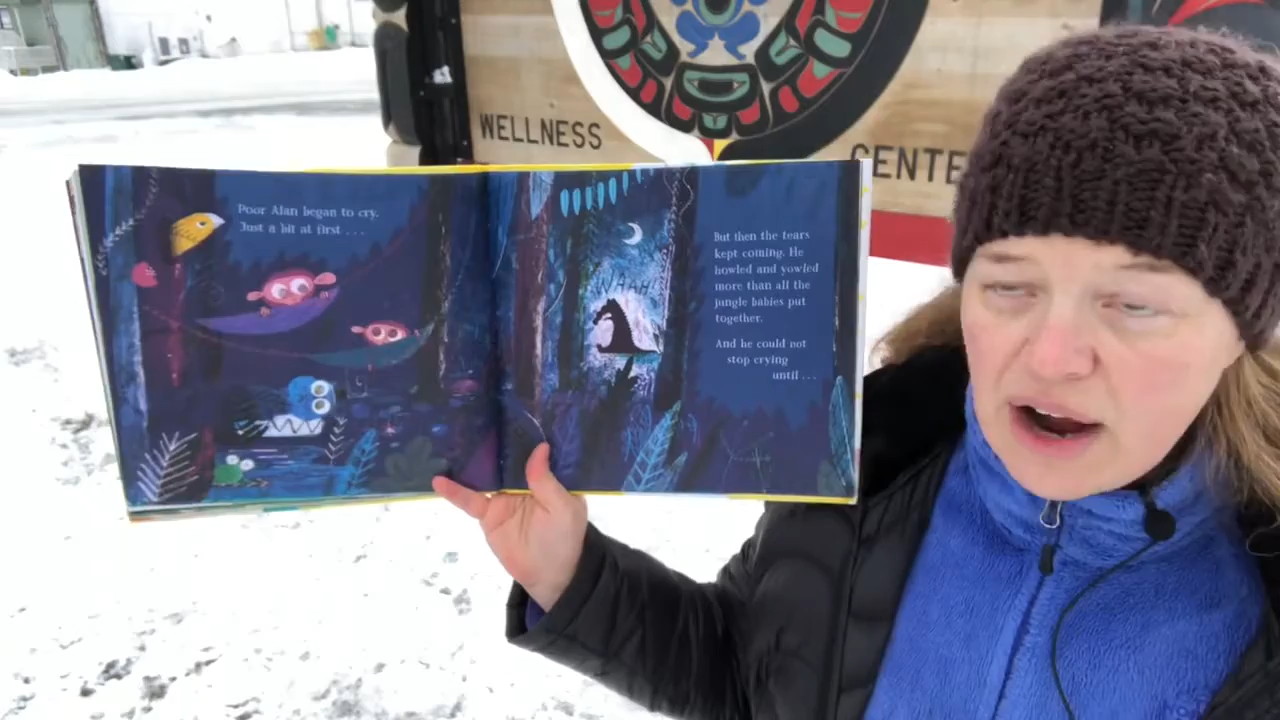 WELLNESS
CENTE
Poor Alan began to cry.
Just a bit at first . . .
WAAH
But then the tears
kept coming. He
howled and yowled
more than all the
jungle babies put
together.
And he could not
stop crying
until . . .